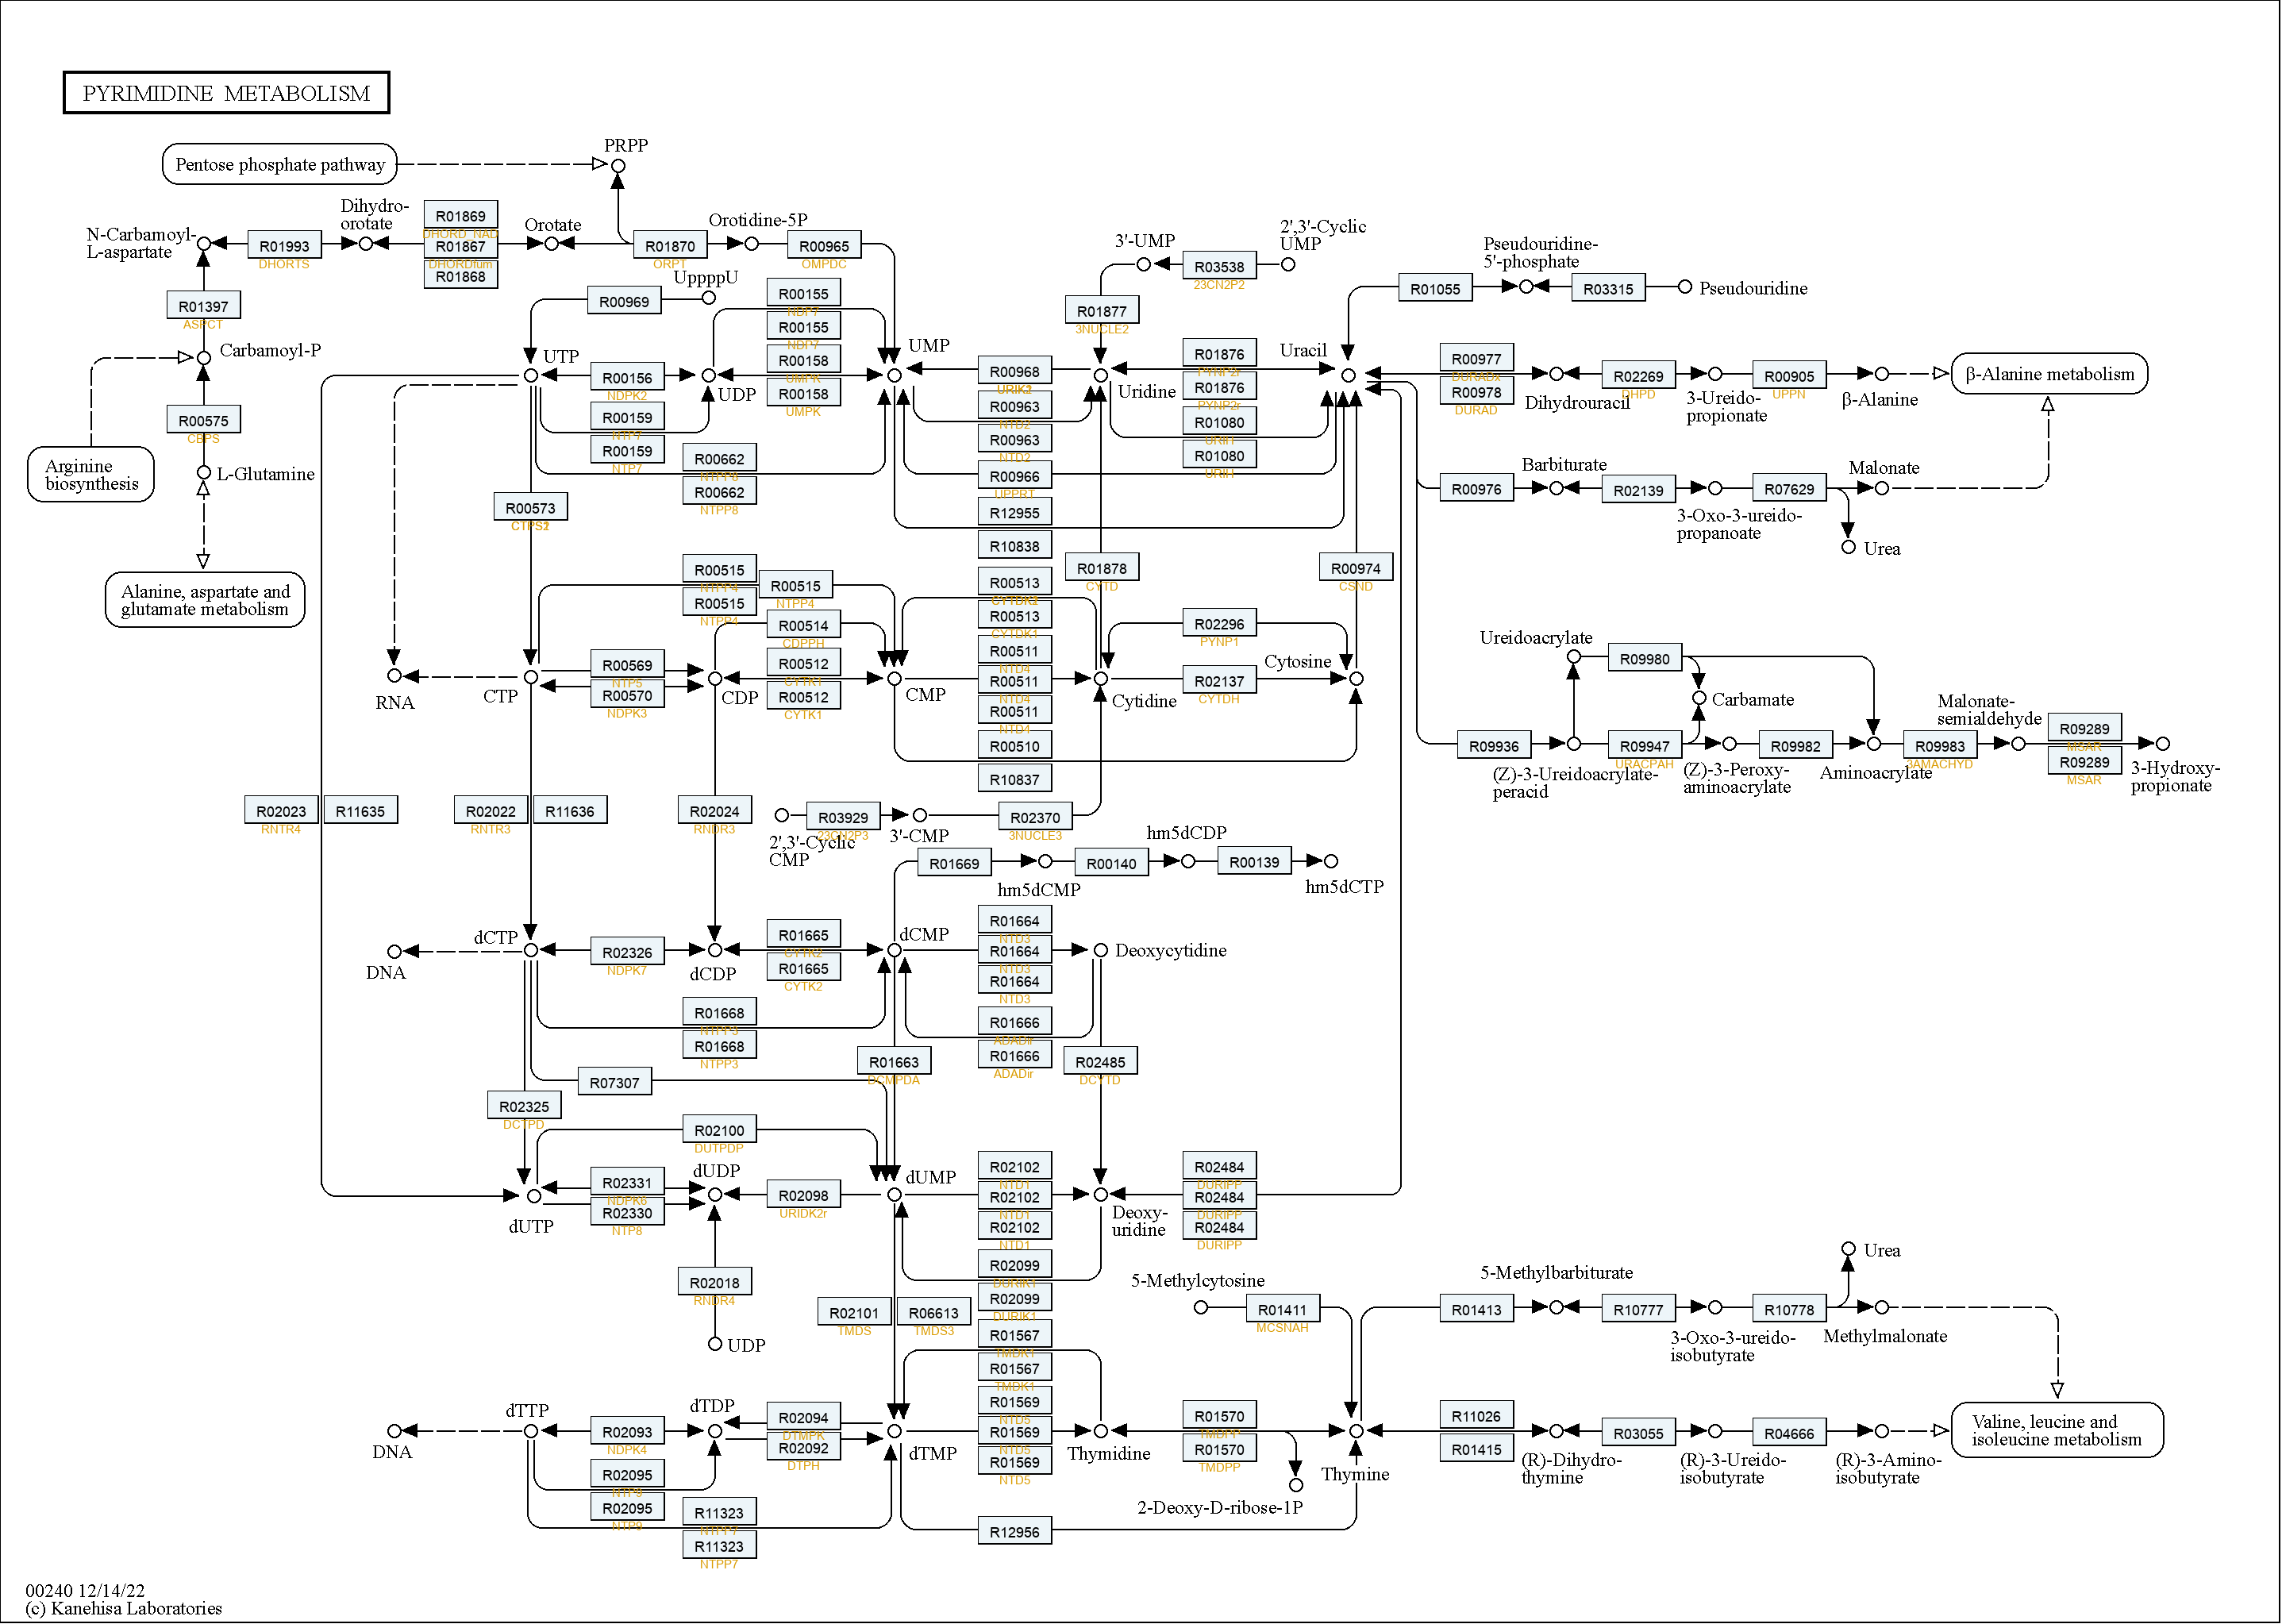 PYRIMIDINE METABOLISM
PRPP
Pentose phosphate pathway
N-Carbamoyl-
L-aspartate
R01993
DHORTS
Dihydro-
orotate
R01869
DHORD_NAD
R01867
DHORDfum
R01868
Orotate
R01870
ORPT
Orotidine-5P
R00965
OMPDC
3'-UMP
R03538
23CN2P2
2',3'-Cyclic
UMP
Pseudouridine-
5'-phosphate
R01055
R03315
Pseudouridine
R01397
ASPCT
Carbamoyl-P
R00575
CBPS
Arginine
biosynthesis
L-Glutamine
Alanine, aspartate and
glutamate metabolism
UppppU
R00969
R00155
NDP7
R00155
NDP7
R00158
UMPK
R00158
UMPK
R01877
3NUCLE2
UTP
R00156
NDPK2
R00159
NTP7
R00159
NTP7
UDP
UMP
R00662
NTPP8
R00662
NTPP8
R00968
R00963
NTD2
R00963
NTD2
R00966
UPPRT
R12955
R10838
Uridine
R01876
PYNP2r
R01876
PYNP2r
R01080
URIH
R01080
URIH
Uracil
R00977
DURADx
R00978
DURAD
Dihydrouracil
R02269
DHPD
3-Ureido-
propionate
R00905
UPPN
β-Alanine
β-Alanine metabolism
R00976
Barbiturate
R02139
3-Oxo-3-ureido-
propanoate
R07629
Malonate
Urea
R00573
R00515
NTPP4
R00515
NTPP4
R00515
NTPP4
R00514
CDPPH
R00512
CYTK1
R00512
CYTK1
R00513
R00513
CYTDK1
R00511
NTD4
R00511
NTD4
R00511
NTD4
R00510
R10837
R01878
CYTD
R00974
CSND
R02296
PYNP1
R02137
CYTDH
Cytosine
RNA
CTP
R00569
NTP5
R00570
NDPK3
CDP
CMP
Cytidine
Ureidoacrylate
R09980
Carbamate
R09936
(Z)-3-Ureidoacrylate-
peracid
R09947
URACPAH
(Z)-3-Peroxy-
aminoacrylate
R09982
Aminoacrylate
R09983
3AMACHYD
Malonate-
semialdehyde
R09289
MSAR
R09289
MSAR
3-Hydroxy-
propionate
R02023
RNTR4
R11635
R02022
RNTR3
R11636
R02024
RNDR3
R03929
23CN2P3
2',3'-Cyclic
CMP
3'-CMP
R02370
3NUCLE3
R01669
hm5dCMP
R00140
hm5dCDP
R00139
hm5dCTP
DNA
dCTP
R02326
NDPK7
dCDP
R01665
CYTK2
R01665
CYTK2
dCMP
R01664
NTD3
R01664
NTD3
R01664
NTD3
Deoxycytidine
R01668
NTPP3
R01668
NTPP3
R01666
ADADir
R01666
ADADir
R01663
DCMPDA
R02485
DCYTD
R07307
R02325
DCTPD
R02100
DUTPDP
dUTP
R02331
NDPK6
R02330
NTP8
dUDP
R02098
URIDK2r
dUMP
R02102
NTD1
R02102
NTD1
R02102
NTD1
Deoxy-
uridine
R02484
DURIPP
R02484
DURIPP
R02484
DURIPP
R02099
DURIK1
R02099
DURIK1
R02018
RNDR4
UDP
R02101
TMDS
R06613
TMDS3
R01567
TMDK1
R01567
TMDK1
R01569
NTD5
R01569
NTD5
R01569
NTD5
5-Methylcytosine
R01411
MCSNAH
5-Methylbarbiturate
R01413
R10777
3-Oxo-3-ureido-
isobutyrate
R10778
Urea
Methylmalonate
DNA
dTTP
R02093
NDPK4
R02095
NTP9
R02095
NTP9
dTDP
R02094
DTMPK
R02092
DTPH
dTMP
R11323
NTPP7
R11323
NTPP7
Thymidine
R01570
TMDPP
R01570
TMDPP
2-Deoxy-D-ribose-1P
R12956
Thymine
R11026
R01415
(R)-Dihydro-
thymine
R03055
(R)-3-Ureido-
isobutyrate
R04666
(R)-3-Amino-
isobutyrate
Valine, leucine and
isoleucine metabolism
00240 12/14/22
(c) Kanehisa Laboratories